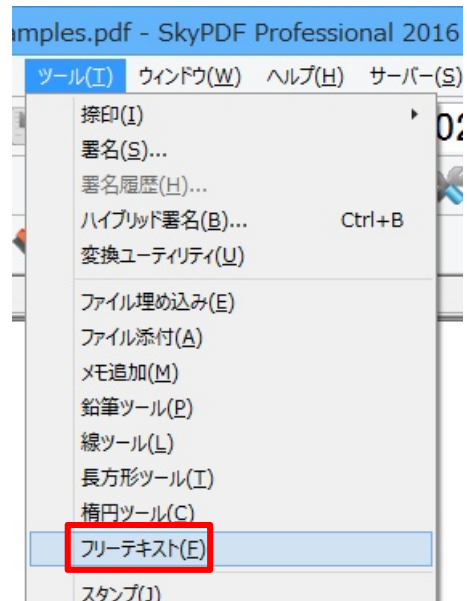 amples.pdf - SkyPDF Professional 2016
ツール(T) ウィンドウ(W) ヘルプ(H) サーバー(S)
捺印(I)
署名(S)...
署名履歴(H)...
ハイブリッド署名(B)... Ctrl+B
変換ユーティリティ(U)
ファイル埋め込み(E)
ファイル添付(A)
メモ追加(M)
鉛筆ツール(P)
線ツール(L)
長方形ツール(T)
楕円ツール(C)
フリーテキスト(F)
スタンプ(J)